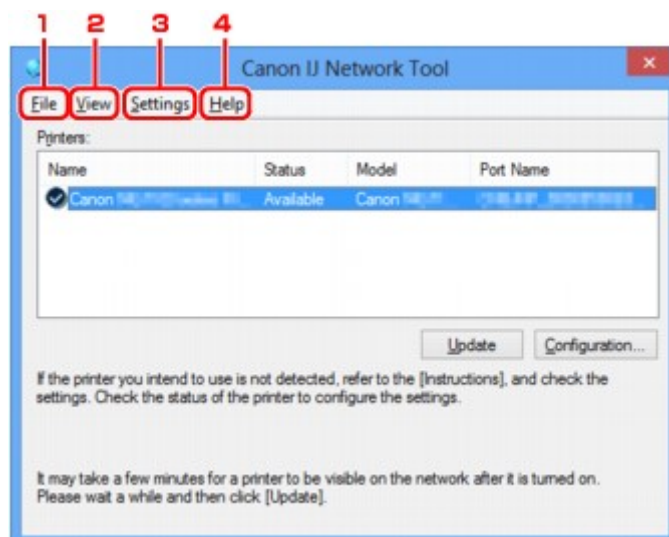 1 2 3 4
Canon IJ Network Tool
File View Settings Help
Printers:
Name Status Model Port Name
Canon Available Canon
Update Configuration...
If the printer you intend to use is not detected, refer to the [Instructions], and check the
settings. Check the status of the printer to configure the settings.
It may take a few minutes for a printer to be visible on the network after it is turned on.
Please wait a while and then click [Update].